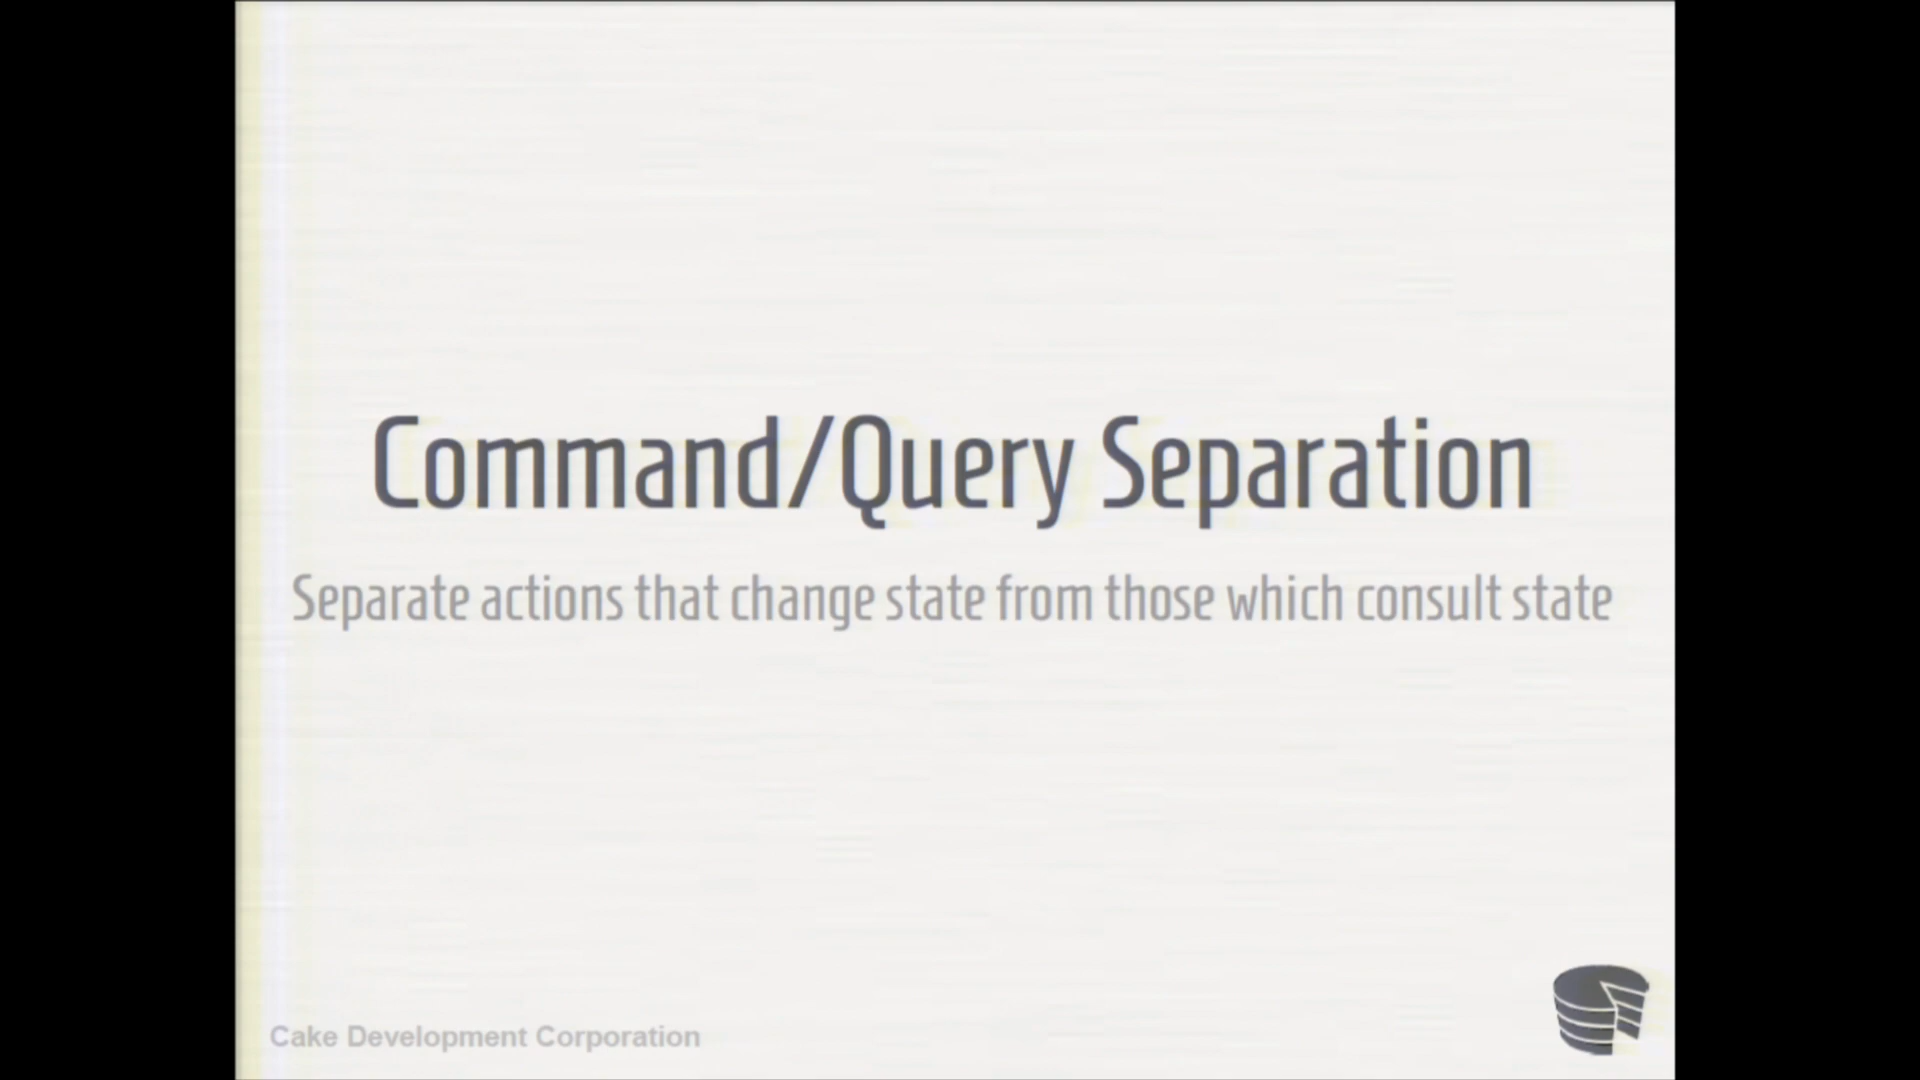 Command/Query Separation
Separate actions that change state from those which consult state
Cake Development Corporation